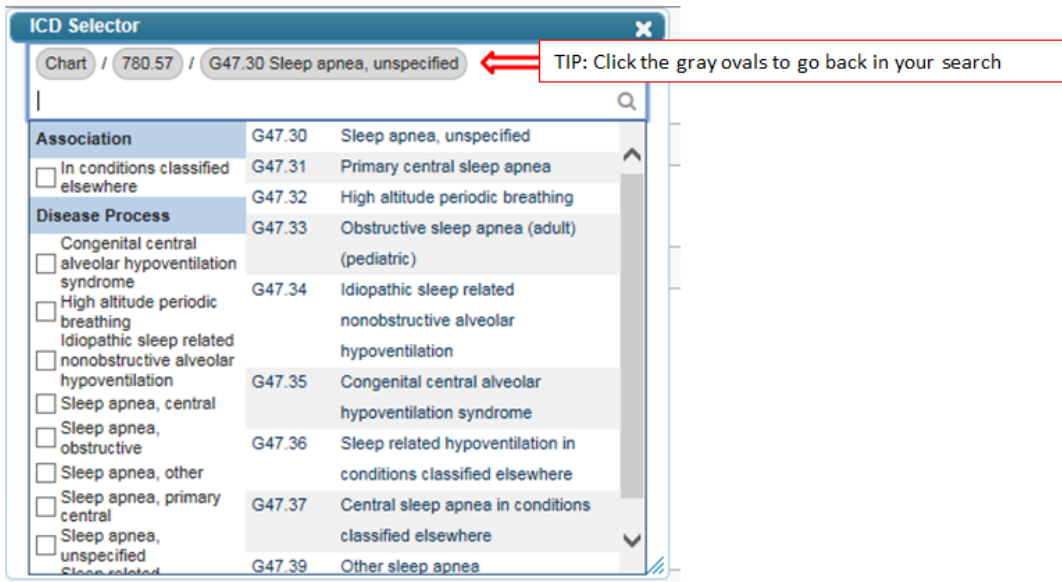 ICD Selector
Chart / 780.57 / G47.30 Sleep apnea, unspecified
TIP: Click the gray ovals to go back in your search
Association
In conditions classified
elsewhere
Disease Process
Congenital central
alveolar hypoventilation
syndrome
High altitude periodic
breathing
Idiopathic sleep related
nonobstructive alveolar
hypoventilation
Sleep apnea, central
Sleep apnea,
obstructive
Sleep apnea, other
Sleep apnea, primary
central
Sleep apnea,
unspecified
Sleep related
G47.30 Sleep apnea, unspecified
G47.31 Primary central sleep apnea
G47.32 High altitude periodic breathing
G47.33 Obstructive sleep apnea (adult)
(pediatric)
G47.34 Idiopathic sleep related
nonobstructive alveolar
hypoventilation
G47.35 Congenital central alveolar
hypoventilation syndrome
G47.36 Sleep related hypoventilation in
conditions classified elsewhere
G47.37 Central sleep apnea in conditions
classified elsewhere
G47.39 Other sleep apnea